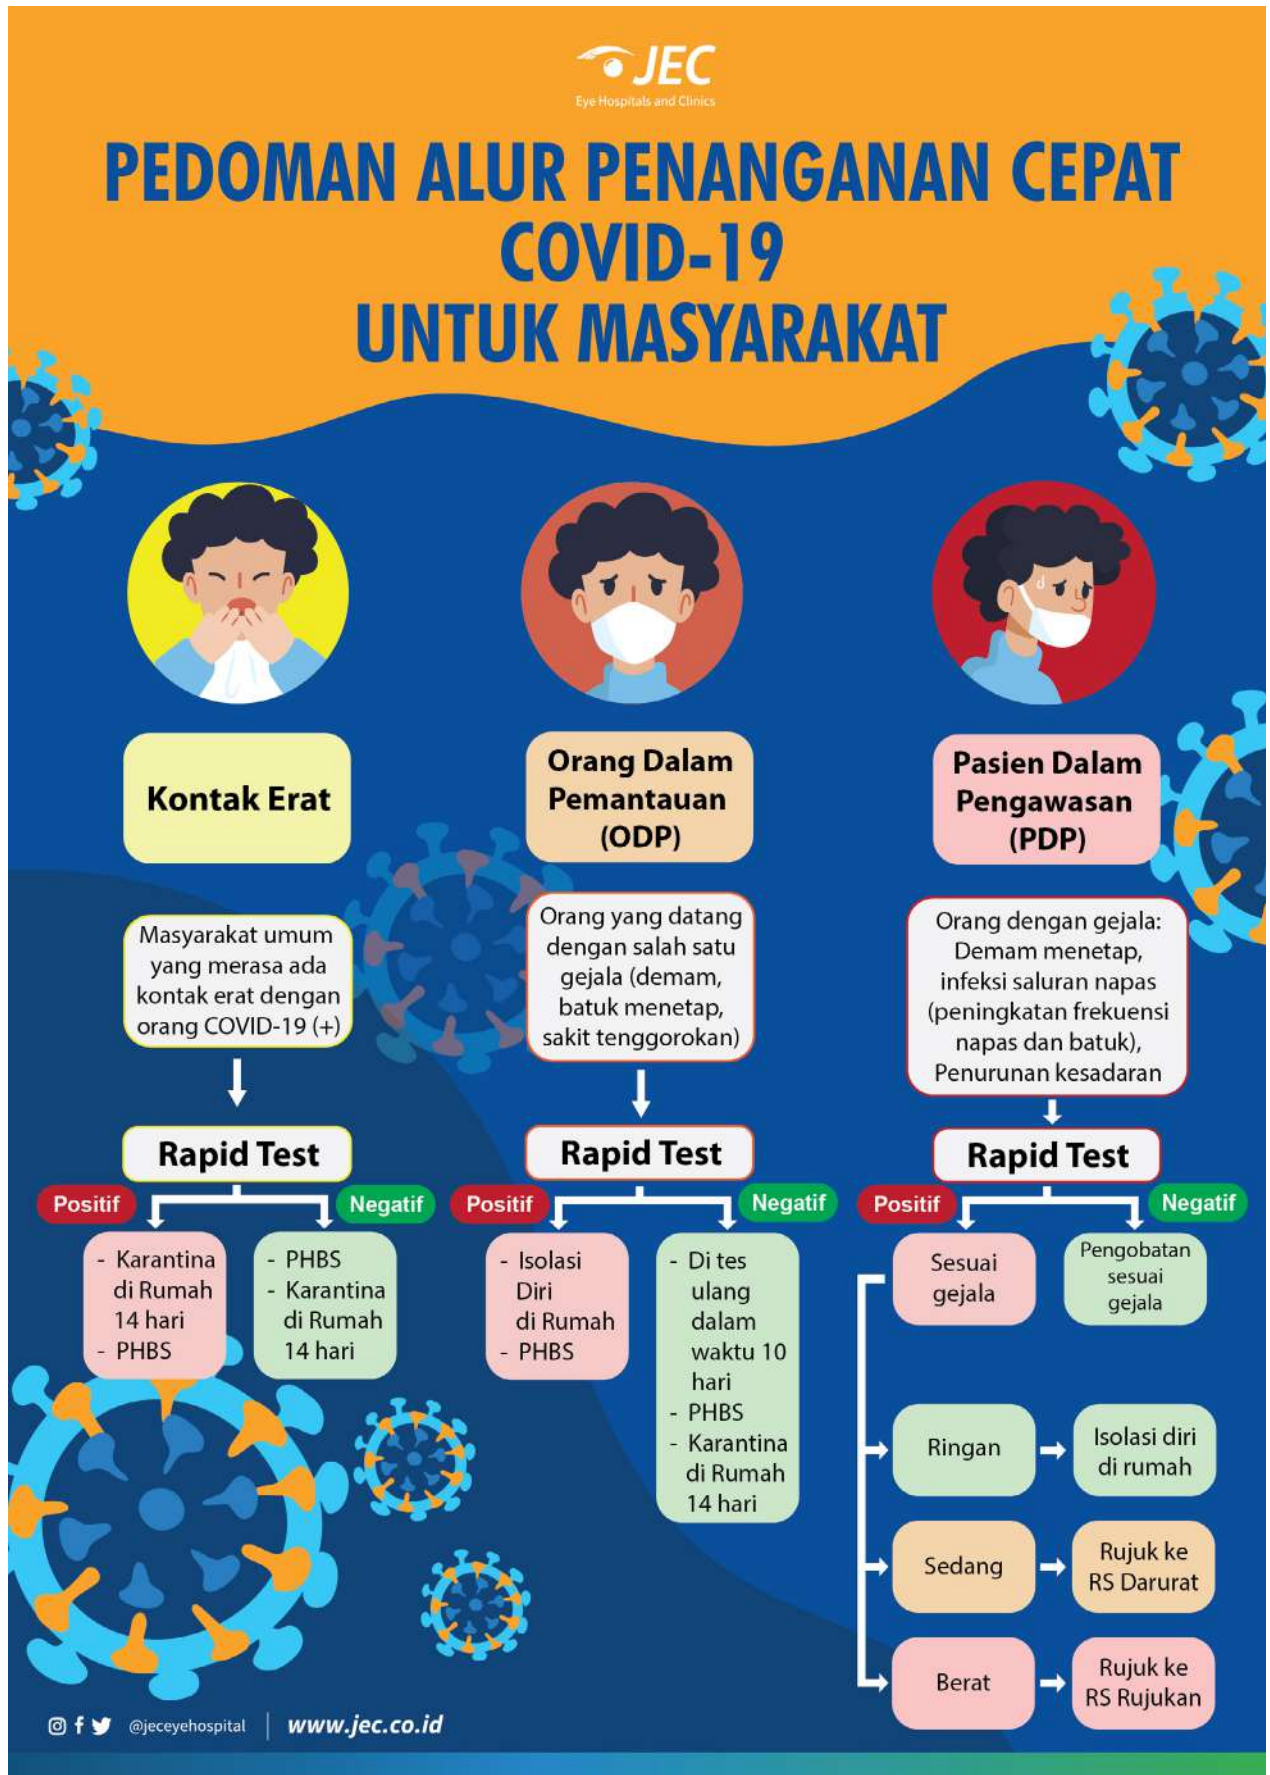 JEC
Eye Hospitals and Clinics
PEDOMAN ALUR PENANGANAN CEPAT
COVID-19
UNTUK MASYARAKAT
Kontak Erat
Masyarakat umum
yang merasa ada
kontak erat dengan
orang COVID-19 (+)
Rapid Test
Positif
Negatif
- Karantina
di Rumah
14 hari
- PHBS
- PHBS
- Karantina
di Rumah
14 hari
Orang Dalam
Pemantauan
(ODP)
Orang yang datang
dengan salah satu
gejala (demam,
batuk menetap,
sakit tenggorokan)
Rapid Test
Positif
Negatif
- Isolasi
Diri
di Rumah
- PHBS
- Di tes
ulang
dalam
waktu 10
hari
- PHBS
- Karantina
di Rumah
14 hari
Pasien Dalam
Pengawasan
(PDP)
Orang dengan gejala:
Demam menetap,
infeksi saluran napas
(peningkatan frekuensi
napas dan batuk),
Penurunan kesadaran
Rapid Test
Positif
Negatif
Sesuai
gejala
Pengobatan
sesuai
gejala
Ringan
Isolasi diri
di rumah
Sedang
Rujuk ke
RS Darurat
Berat
Rujuk ke
RS Rujukan
@jeceyehospital
www.jec.co.id